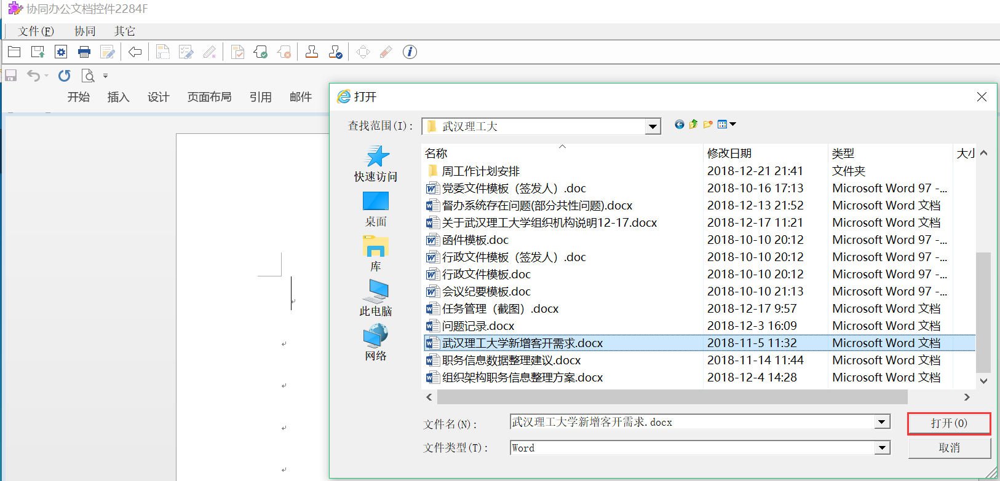 协同办公文档控件2284F
文件(F) 协同 其它
开始 插入 设计 页面布局 引用 邮件
打开
查找范围(I): 武汉理工大
快速访问
桌面
库
此电脑
网络
名称 修改日期 类型 大小
周工作计划安排 2018-12-21 21:41 文件夹
党委文件模板（签发人）.doc 2018-10-16 17:13 Microsoft Word 97 -...
督办系统存在问题(部分共性问题).docx 2018-12-13 21:52 Microsoft Word 文档
关于武汉理工大学组织机构说明12-17.docx 2018-12-17 11:21 Microsoft Word 文档
函件模板.doc 2018-10-10 20:12 Microsoft Word 97 -...
行政文件模板（签发人）.doc 2018-10-10 20:12 Microsoft Word 97 -...
行政文件模板.doc 2018-10-10 20:12 Microsoft Word 97 -...
会议纪要模板.doc 2018-10-10 21:13 Microsoft Word 97 -...
任务管理（截图）.docx 2018-12-17 9:57 Microsoft Word 文档
问题记录.docx 2018-12-3 16:09 Microsoft Word 文档
武汉理工大学新增客开需求.docx 2018-11-5 11:32 Microsoft Word 文档
职务信息数据整理建议.docx 2018-11-14 11:44 Microsoft Word 文档
组织架构职务信息整理方案.docx 2018-12-4 14:28 Microsoft Word 文档
文件名(N): 武汉理工大学新增客开需求.docx 打开(O)
文件类型(T): Word 取消